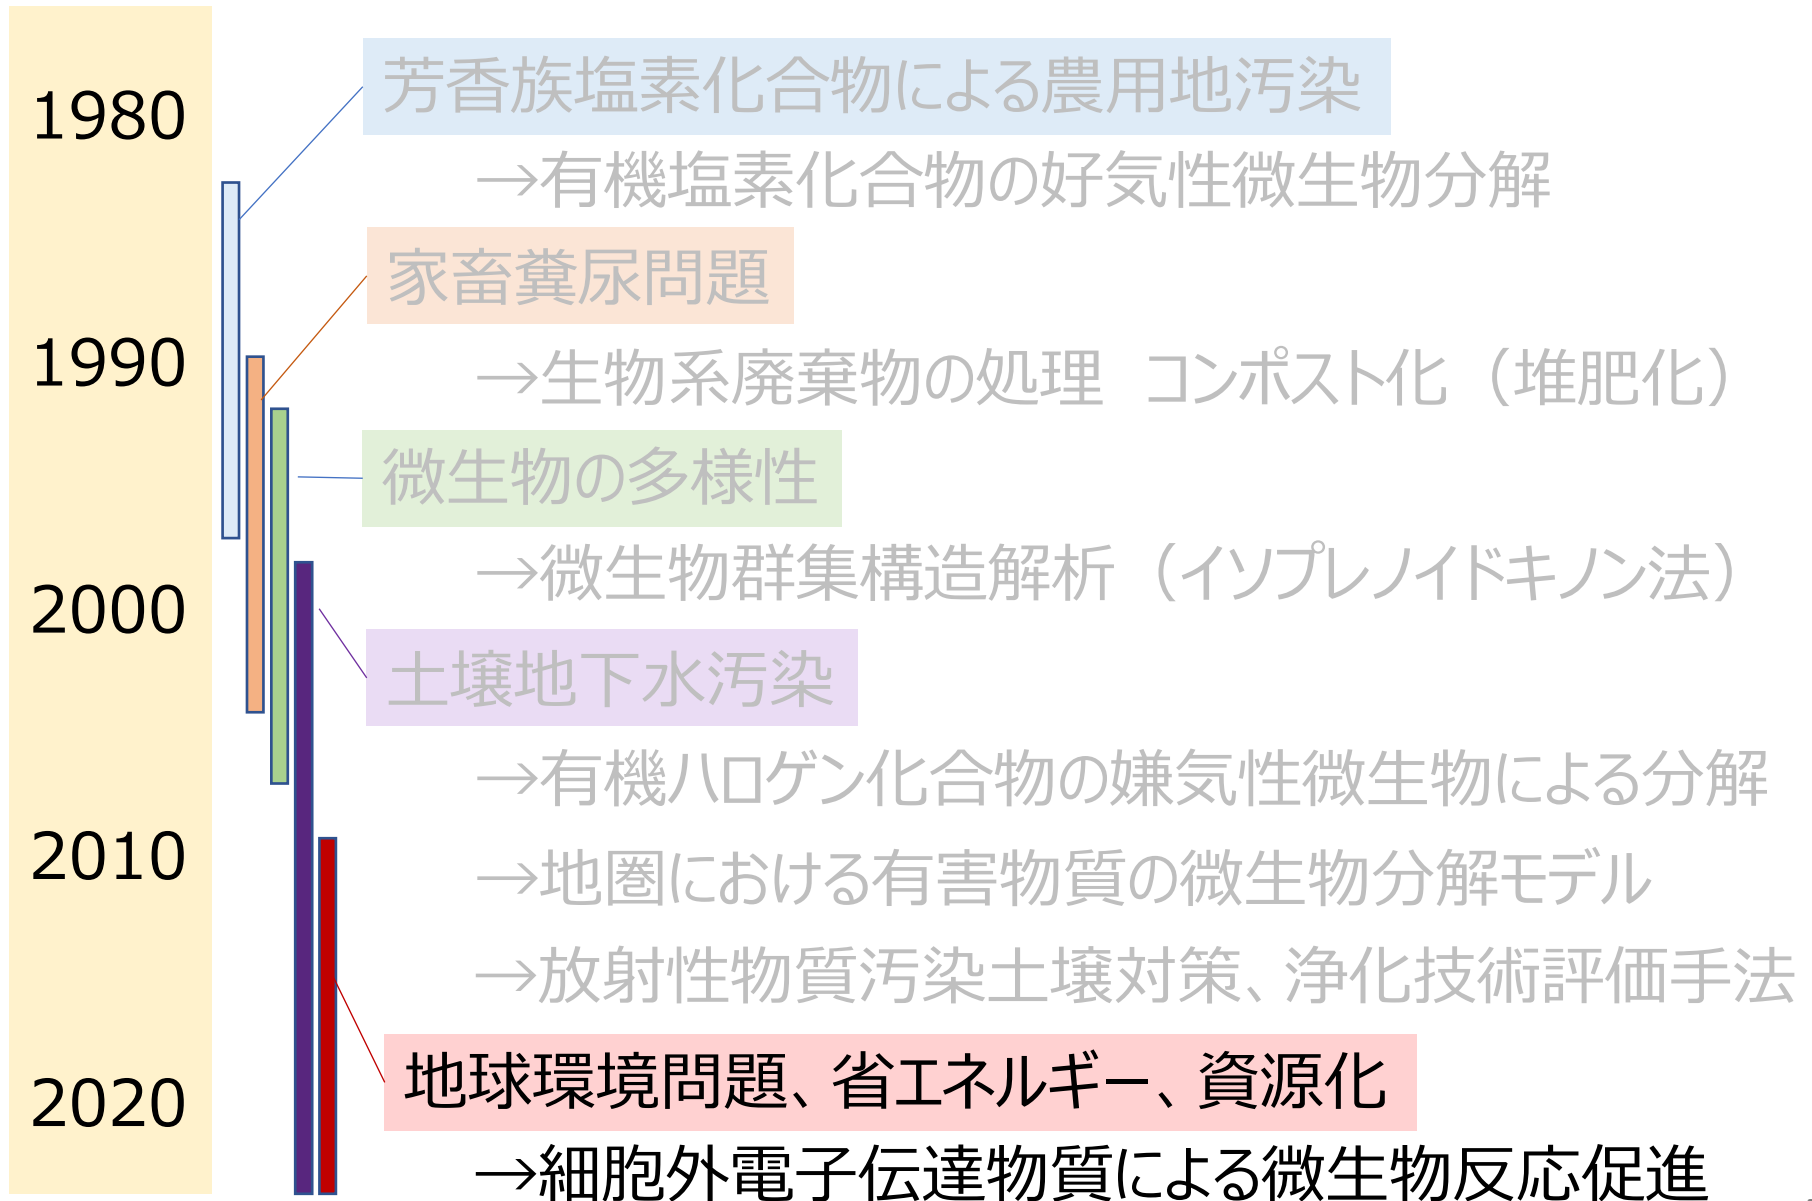 1980
芳香族塩素化合物による農用地汚染
→有機塩素化合物の好気性微生物分解
家畜糞尿問題
1990
→生物系廃棄物の処理　コンポスト化（堆肥化）
微生物の多様性
→微生物群集構造解析（イソプレノイドキノン法）
2000
土壌地下水汚染
→有機ハロゲン化合物の嫌気性微生物による分解
2010
→地圏における有害物質の微生物分解モデル
→放射性物質汚染土壌対策、浄化技術評価手法
地球環境問題、省エネルギー、資源化
2020
→細胞外電子伝達物質による微生物反応促進